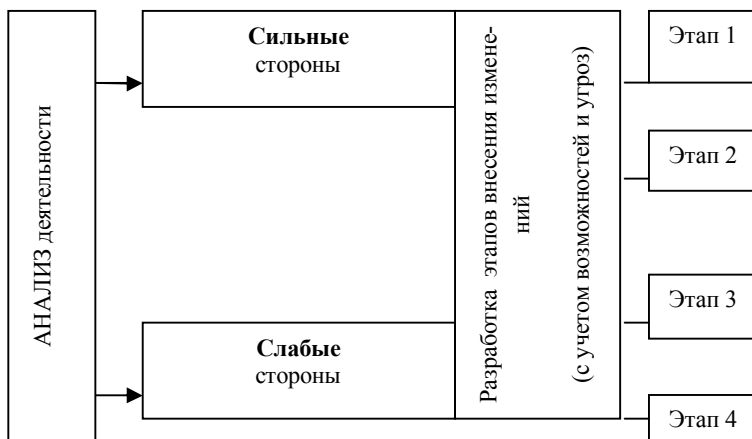 АНАЛИЗ деятельности
Сильные
стороны
Слабые
стороны
Разработка этапов внесения измене-
ний
(с учетом возможностей и угроз)
Этап 1
Этап 2
Этап 3
Этап 4